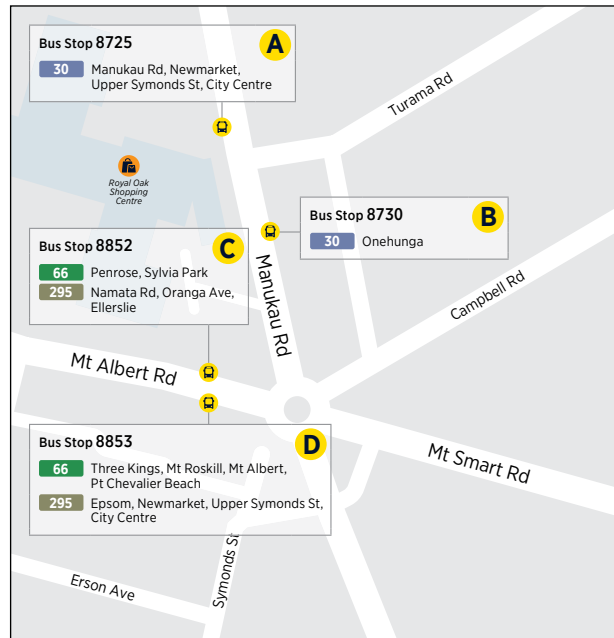 Bus Stop 8725
A
30 Manukau Rd, Newmarket,
Upper Symonds St, City Centre
Turama Rd
Royal Oak
Shopping
Centre
Bus Stop 8730
B
30 Onehunga
Bus Stop 8852
C
66 Penrose, Sylvia Park
295 Namata Rd, Oranga Ave,
Ellerslie
Manukau Rd
Campbell Rd
Mt Albert Rd
Bus Stop 8853
D
66 Three Kings, Mt Roskill, Mt Albert,
Pt Chevalier Beach
295 Epsom, Newmarket, Upper Symonds St,
City Centre
Mt Smart Rd
Symonds St
Erson Ave